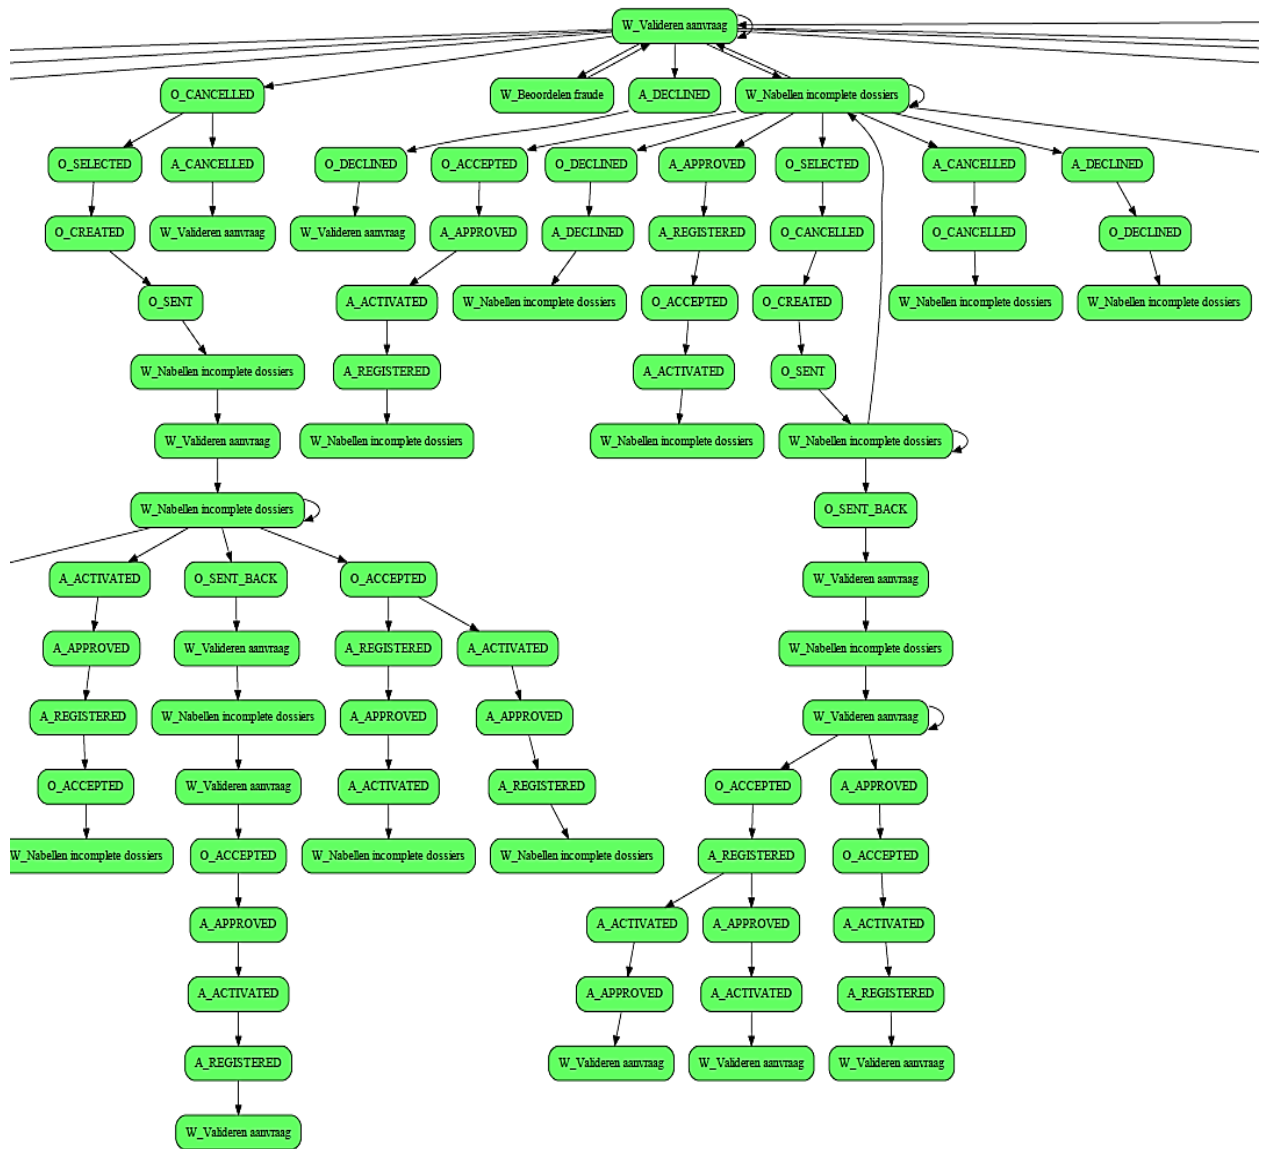 W_Valideren aanvraag
O_CANCELLED
W_Beoordelen fraude
A_DECLINED
W_Nabellen incomplete dossiers
O_SELECTED
A_CANCELLED
O_DECLINED
O_ACCEPTED
O_DECLINED
A_APPROVED
O_SELECTED
A_CANCELLED
A_DECLINED
O_CREATED
W_Valideren aanvraag
W_Valideren aanvraag
A_APPROVED
A_DECLINED
A_REGISTERED
O_CANCELLED
O_CANCELLED
O_DECLINED
O_SENT
A_ACTIVATED
W_Nabellen incomplete dossiers
O_ACCEPTED
O_CREATED
W_Nabellen incomplete dossiers
W_Nabellen incomplete dossiers
W_Nabellen incomplete dossiers
A_REGISTERED
A_ACTIVATED
O_SENT
W_Valideren aanvraag
W_Nabellen incomplete dossiers
W_Nabellen incomplete dossiers
W_Nabellen incomplete dossiers
W_Nabellen incomplete dossiers
O_SENT_BACK
A_ACTIVATED
O_SENT_BACK
O_ACCEPTED
W_Valideren aanvraag
A_APPROVED
W_Valideren aanvraag
A_REGISTERED
A_ACTIVATED
W_Nabellen incomplete dossiers
A_REGISTERED
W_Nabellen incomplete dossiers
A_APPROVED
A_APPROVED
W_Valideren aanvraag
O_ACCEPTED
W_Valideren aanvraag
A_ACTIVATED
A_REGISTERED
O_ACCEPTED
A_APPROVED
W_Nabellen incomplete dossiers
O_ACCEPTED
W_Nabellen incomplete dossiers
W_Nabellen incomplete dossiers
A_REGISTERED
O_ACCEPTED
A_APPROVED
A_ACTIVATED
A_APPROVED
A_ACTIVATED
A_ACTIVATED
A_APPROVED
A_ACTIVATED
A_REGISTERED
A_REGISTERED
W_Valideren aanvraag
W_Valideren aanvraag
W_Valideren aanvraag
W_Valideren aanvraag